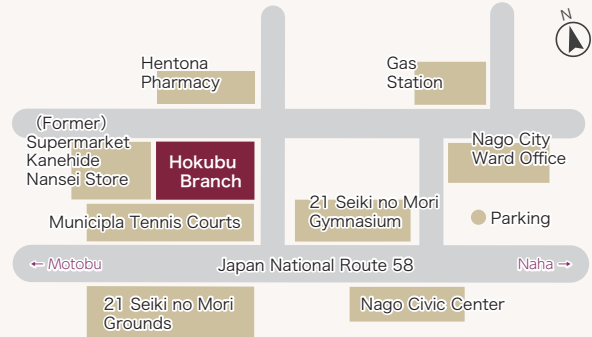 N
Hentona
Pharmacy
Gas
Station
(Former)
Supermarket
Kanehide
Nansei Store
Hokubu
Branch
Nago City
Ward Office
Municipla Tennis Courts
21 Seiki no Mori
Gymnasium
Parking
← Motobu
Japan National Route 58
Naha →
21 Seiki no Mori
Grounds
Nago Civic Center